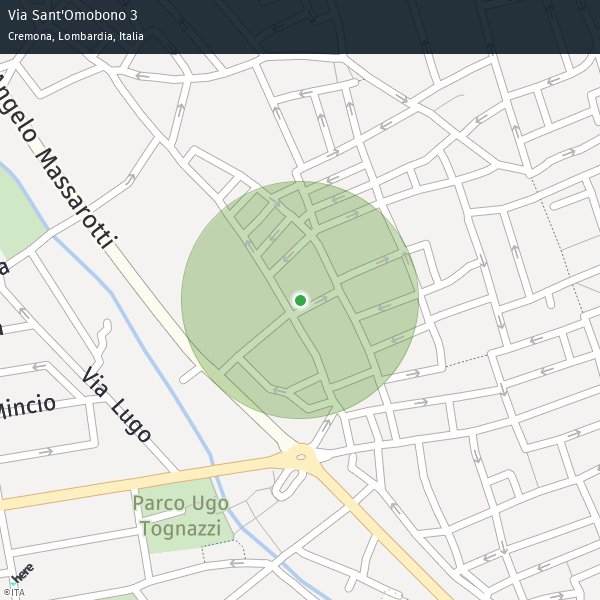 Via Sant'Omobono 3
Cremona, Lombardia, Italia
Angelo Massarotti
Via Lugo
Mincio
Parco Ugo
Tognazzi
here
©ITA